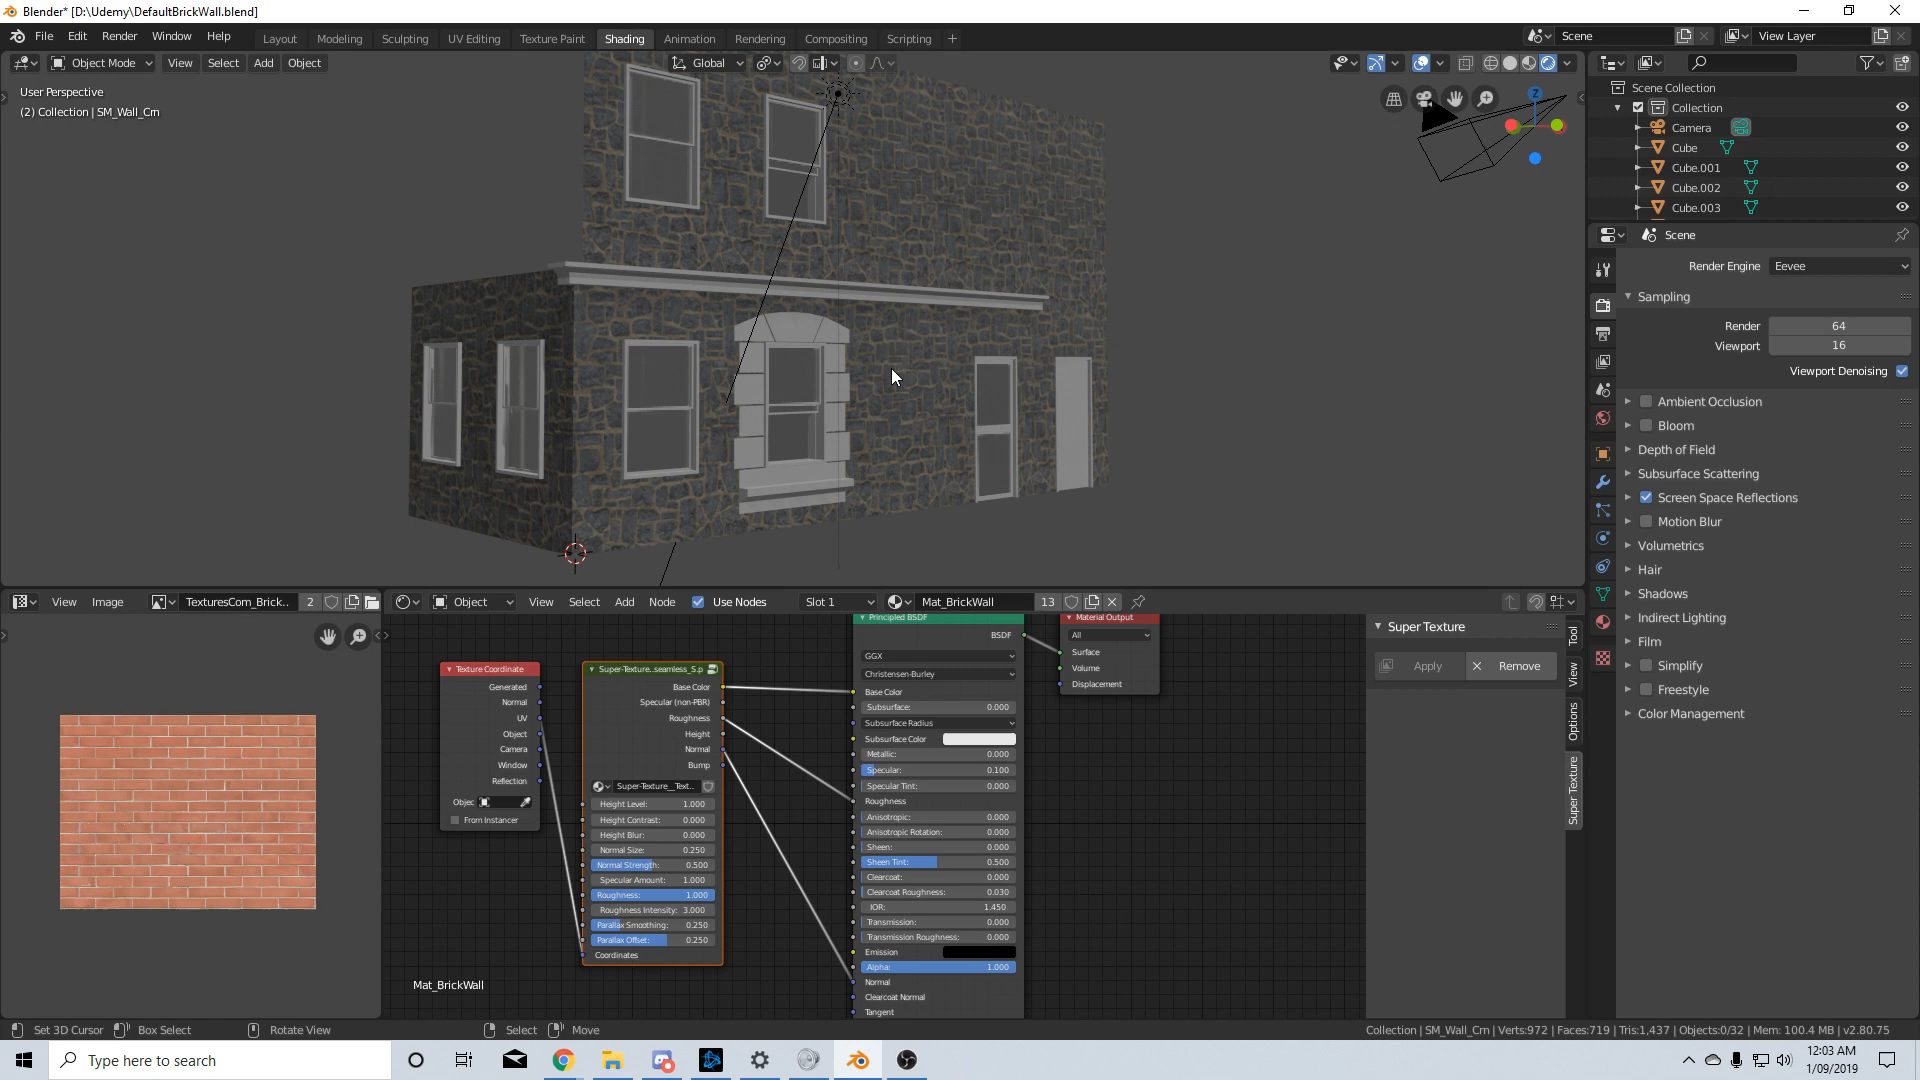 Blender* [D:\Udemy\DefaultBrickWall.blend]
File Edit Render Window Help Layout Modeling Sculpting UV Editing Texture Paint Shading Animation Rendering Compositing Scripting + Scene View Layer
Object Mode View Select Add Object Global
User Perspective
(2) Collection | SM_Wall_Crn
Z
Scene Collection
Collection
Camera
Cube
Cube.001
Cube.002
Cube.003
Scene
Render Engine Eevee
Sampling
Render 64
Viewport 16
Viewport Denoising
Ambient Occlusion
Bloom
Depth of Field
Subsurface Scattering
Screen Space Reflections
Motion Blur
Volumetrics
Hair
Shadows
Indirect Lighting
Film
Simplify
Freestyle
Color Management
View Image TexturesCom_Brick.. 2
Object View Select Add Node Use Nodes Slot 1 Mat_BrickWall 13
Texture Coordinate
Generated
Normal
UV
Object
Camera
Window
Reflection
Objec
From Instancer
Super-Texture..seamless_S.p
Base Color
Specular (non-PBR)
Roughness
Height
Normal
Bump
Super-Texture__Text..
Height Level: 1.000
Height Contrast: 0.000
Height Blur: 0.000
Normal Size: 0.250
Normal Strength: 0.500
Specular Amount: 1.000
Roughness: 1.000
Roughness Intensity: 3.000
Parallax Smoothing: 0.250
Parallax Offset: 0.250
Coordinates
Principled BSDF
BSDF
GGX
Christensen-Burley
Base Color
Subsurface: 0.000
Subsurface Radius
Subsurface Color
Metallic: 0.000
Specular: 0.100
Specular Tint: 0.000
Roughness
Anisotropic: 0.000
Anisotropic Rotation: 0.000
Sheen: 0.000
Sheen Tint: 0.500
Clearcoat: 0.000
Clearcoat Roughness: 0.030
IOR: 1.450
Transmission: 0.000
Transmission Roughness: 0.000
Emission
Alpha: 1.000
Normal
Clearcoat Normal
Tangent
Material Output
All
Surface
Volume
Displacement
Super Texture
Apply Remove
Tool
View
Options
Super Texture
Mat_BrickWall
Set 3D Cursor Box Select Rotate View Select Move Collection | SM_Wall_Crn | Verts:972 | Faces:719 | Tris:1,437 | Objects:0/32 | Mem: 100.4 MB | v2.80.75
Type here to search
12:03 AM
1/09/2019